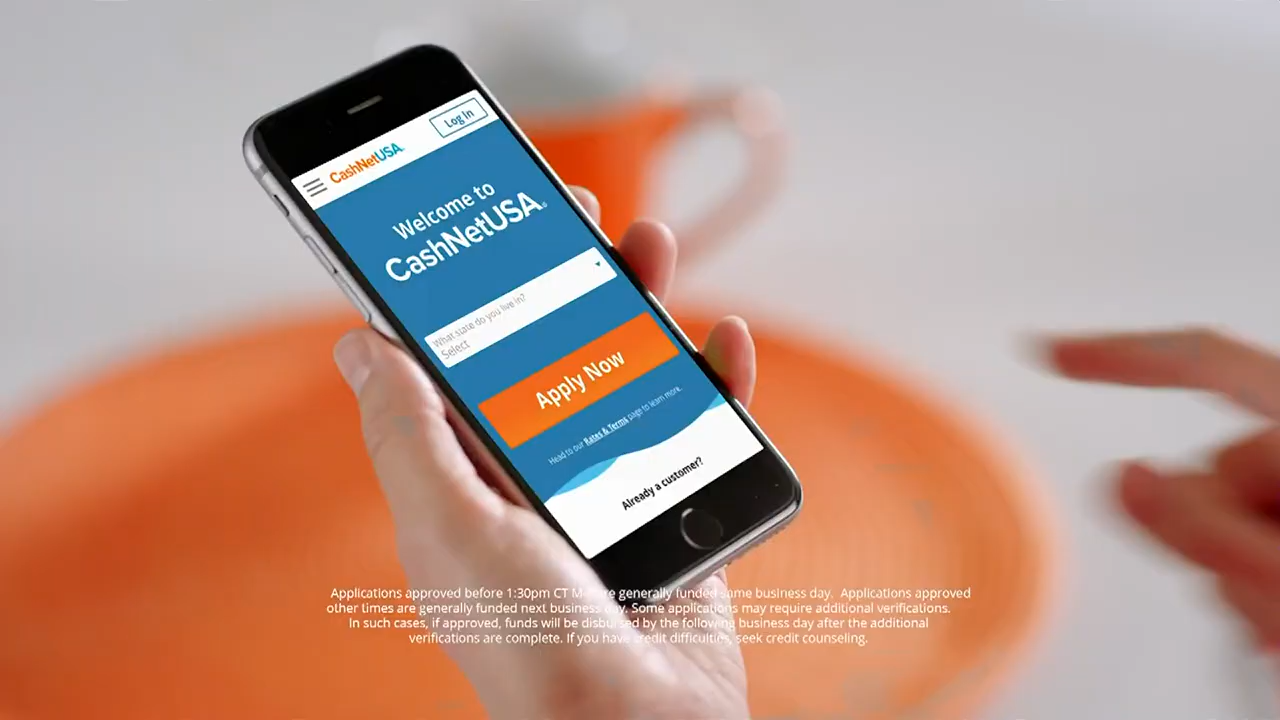 Log In
CashNetUSA
Welcome to
CashNetUSA®
What state do you live in?
Select
Apply Now
Head to our Rates & Terms page to learn more.
Already a customer?
Applications approved before 1:30pm CT generally funded same business day. Applications approved
other times are generally funded next business day. Some applications may require additional verifications.
In such cases, if approved, funds will be disbursed by the following business day after the additional
verifications are complete. If you have credit difficulties, seek credit counseling.